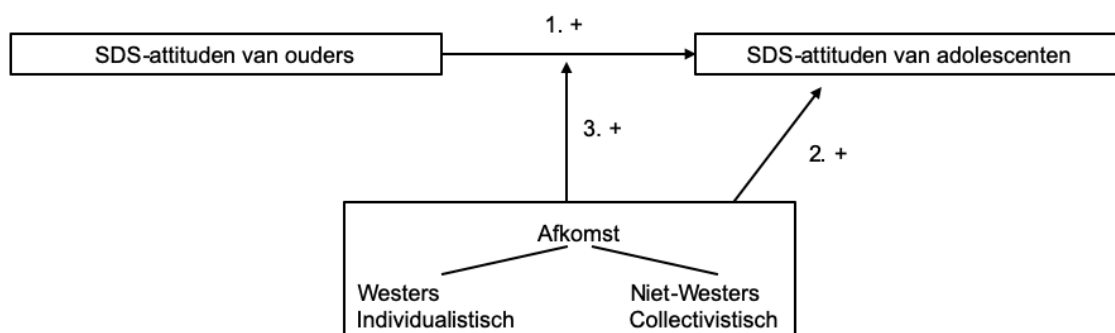 1. +
SDS-attituden van ouders
SDS-attituden van adolescenten
3. +
2. +
Afkomst
Westers
Individualistisch
Niet-Westers
Collectivistisch